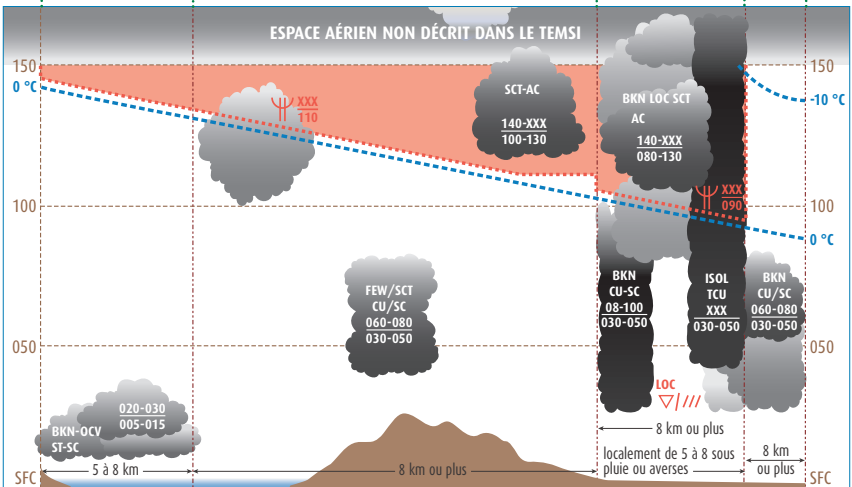 ESPACE AÉRIEN NON DÉCRIT DANS LE TEMSI
150
150
0 °C
-10 °C
XXX
110
SCT-AC
140-XXX
100-130
BKN LOC SCT
AC
140-XXX
080-130
XXX
090
100
100
0 °C
FEW/SCT
CU/SC
060-080
030-050
BKN
CU-SC
08-100
030-050
ISOL
TCU
XXX
030-050
BKN
CU/SC
060-080
030-050
050
050
LOC
020-030
005-015
BKN-OCV
ST-SC
8 km ou plus
localement de 5 à 8 sous
pluie ou averses
8 km
ou plus
SFC
5 à 8 km
8 km ou plus
SFC